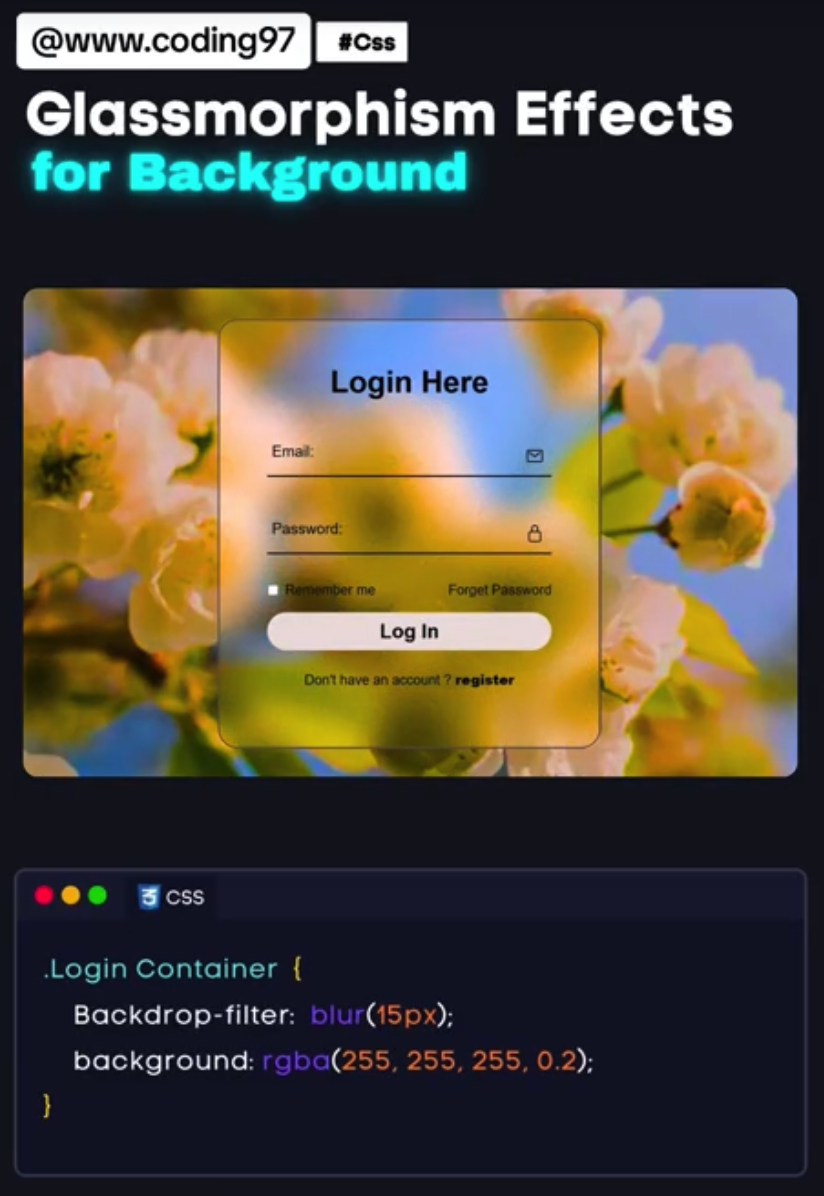 @www.coding97 #Css
Glassmorphism Effects
for Background
Login Here
Email:
Password:
Remember me Forget Password
Log In
Don't have an account ? register
CSS
.Login Container {
Backdrop-filter: blur(15px);
background: rgba(255, 255, 255, 0.2);
}